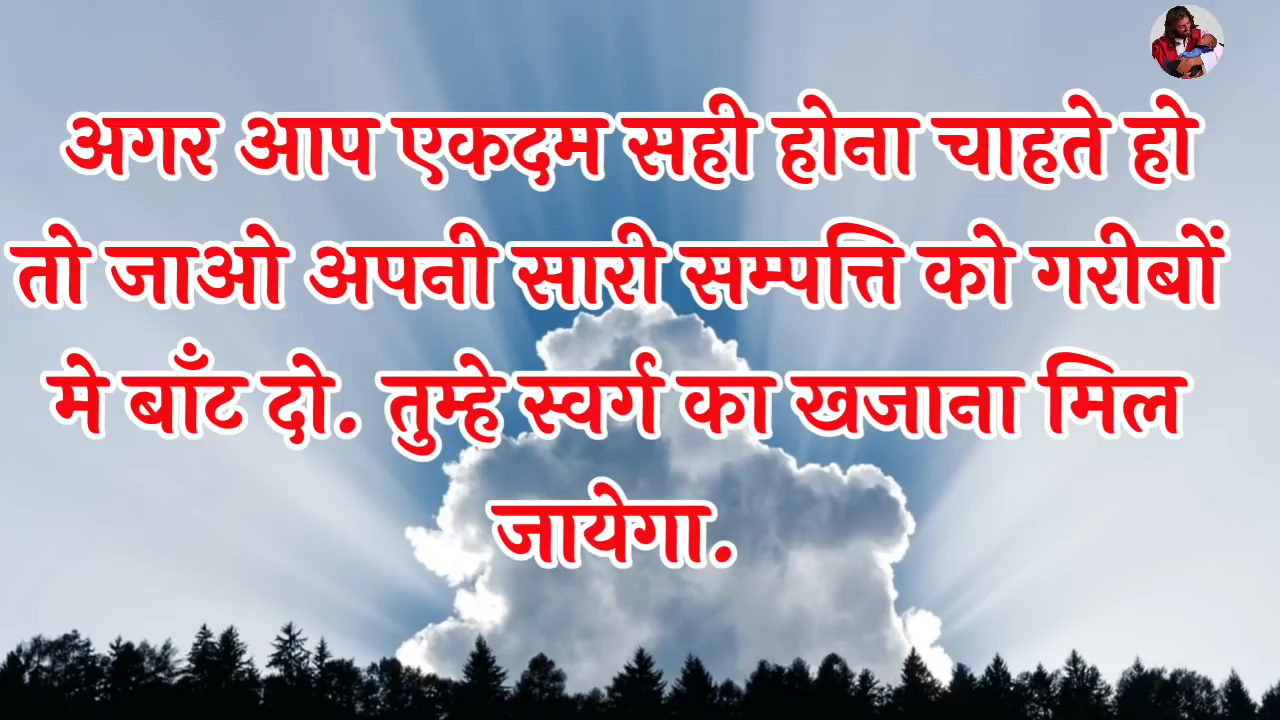 अगर आप एकदम सही होना चाहते हो
तो जाओ अपनी सारी सम्पत्ति को गरीबों
मे बाँट दो. तुम्हे स्वर्ग का खजाना मिल
जायेगा.